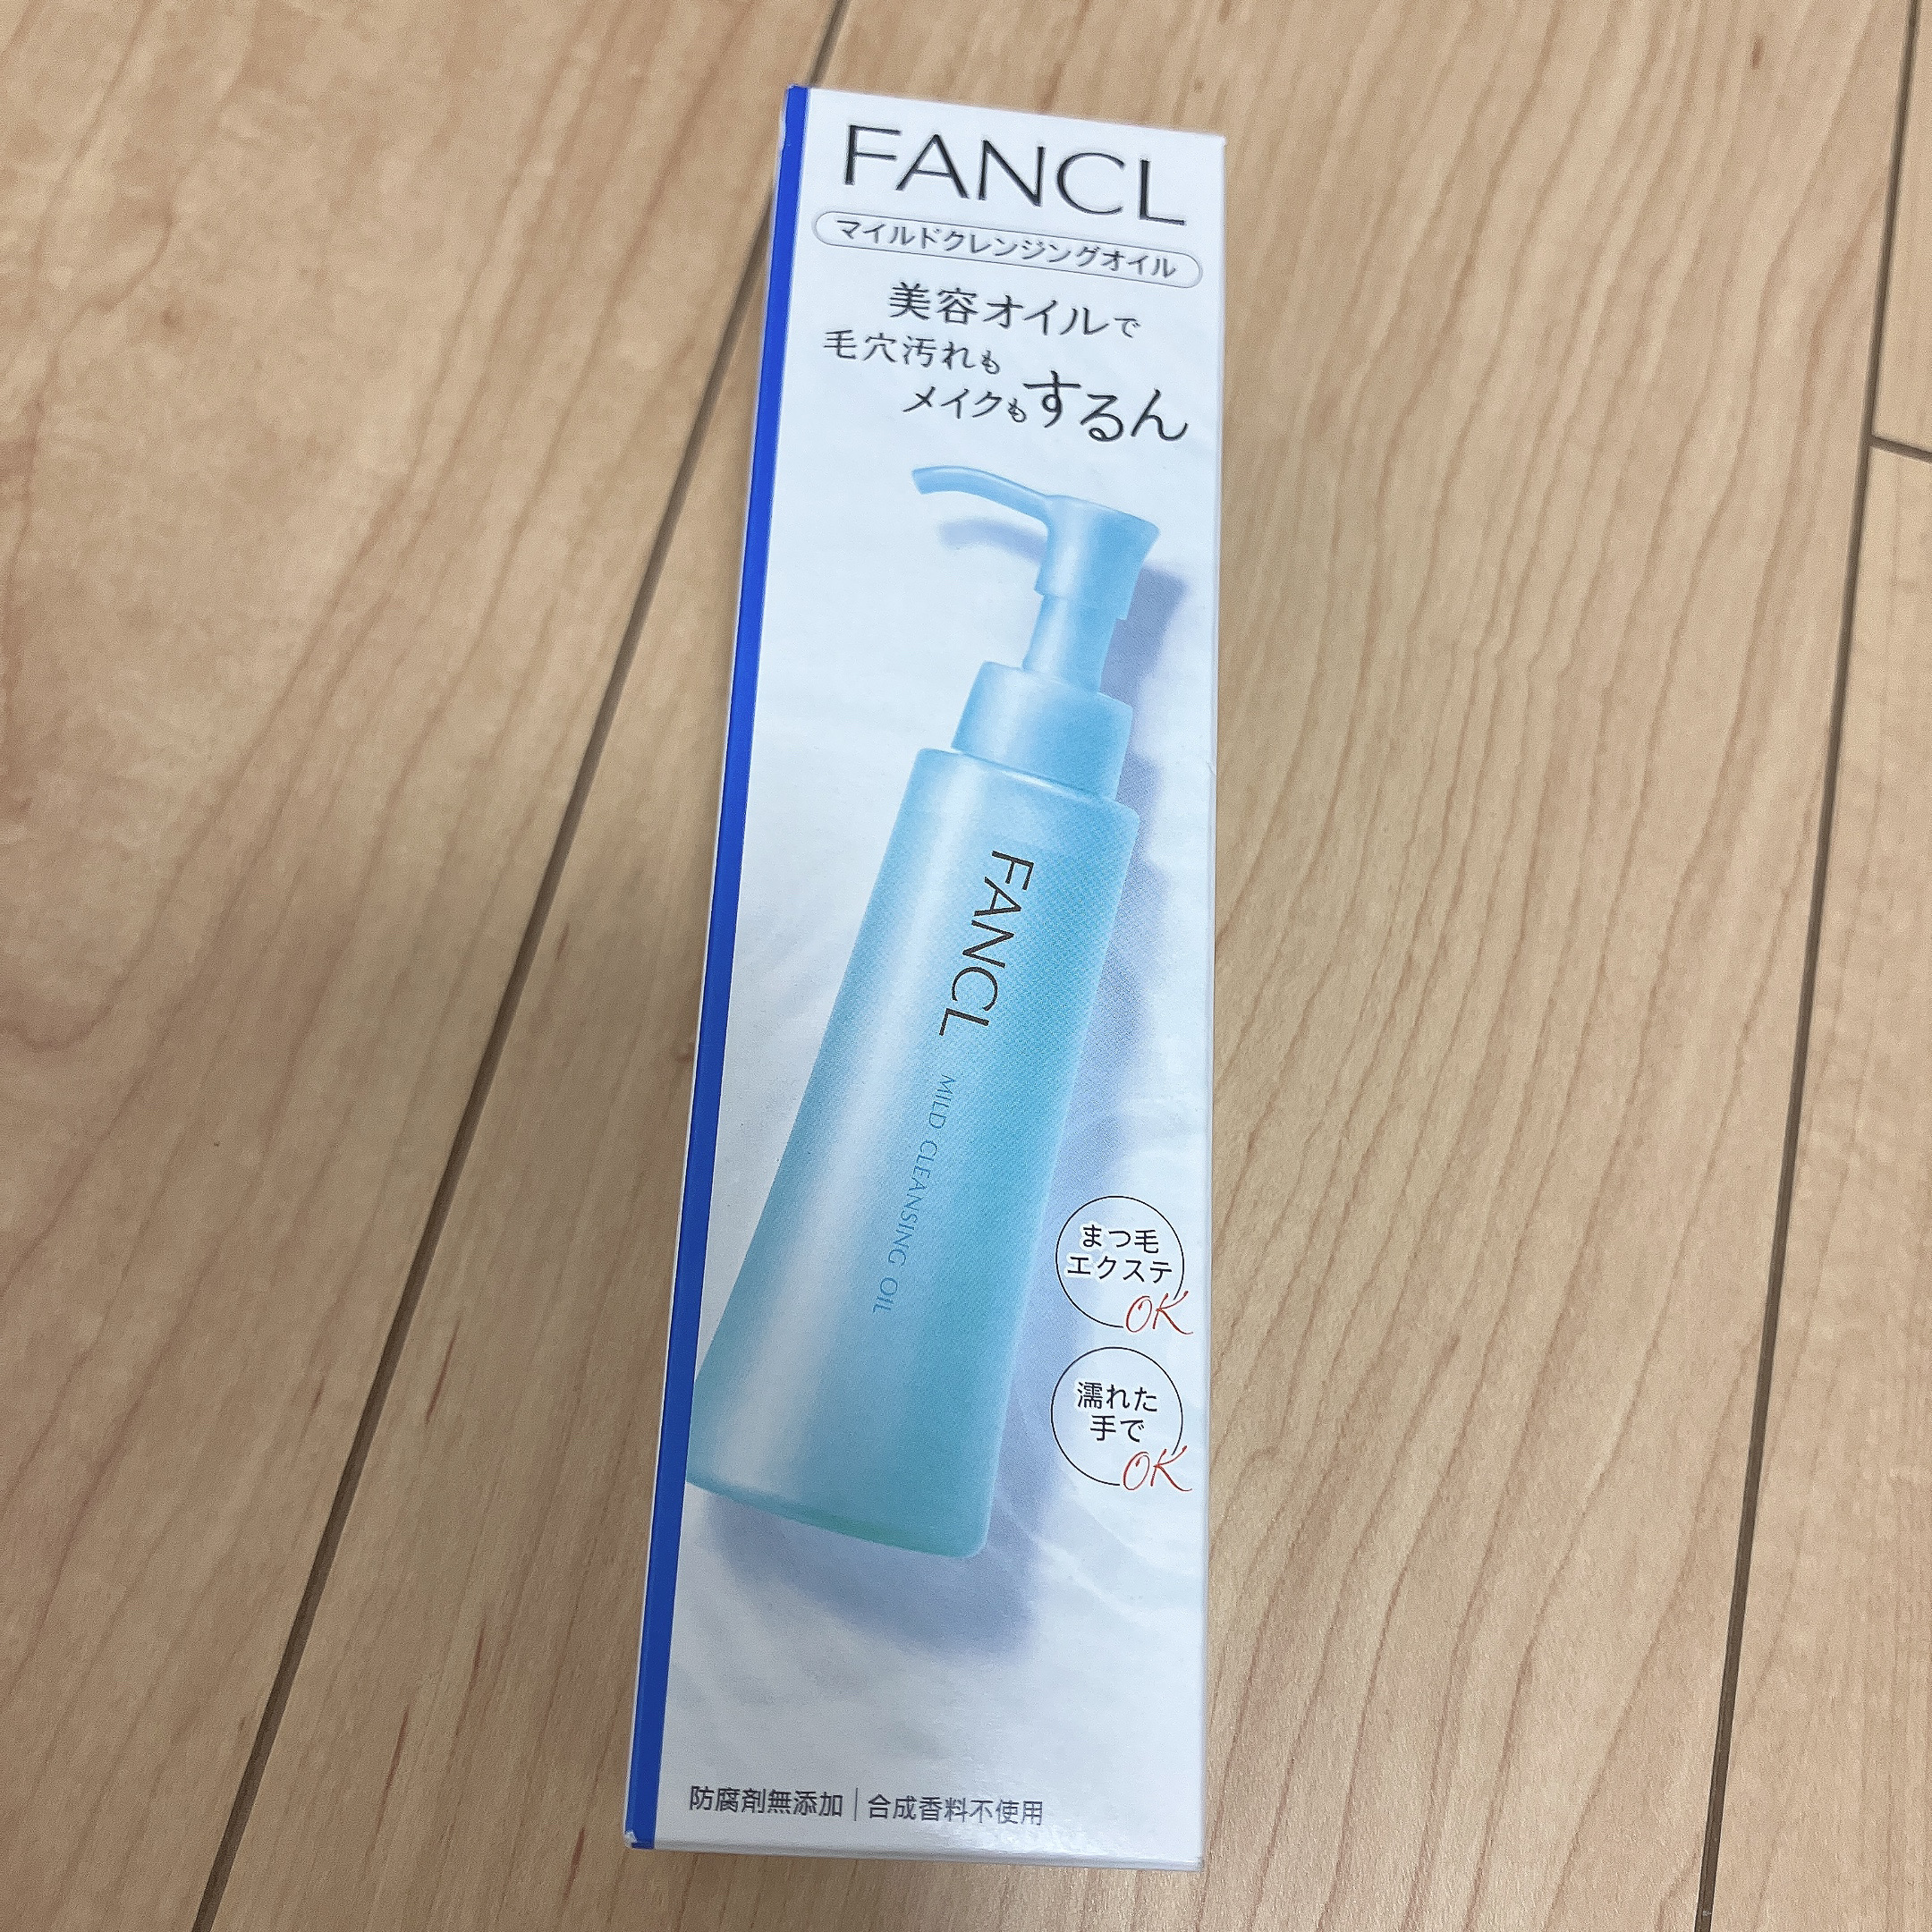 FANCL
マイルドクレンジングオイル
美容オイルで
毛穴汚れも
メイクもするん
FANCL
MILD CLEANSING OIL
まつ毛
エクステ
OK
濡れた
手で
OK
防腐剤無添加│合成香料不使用